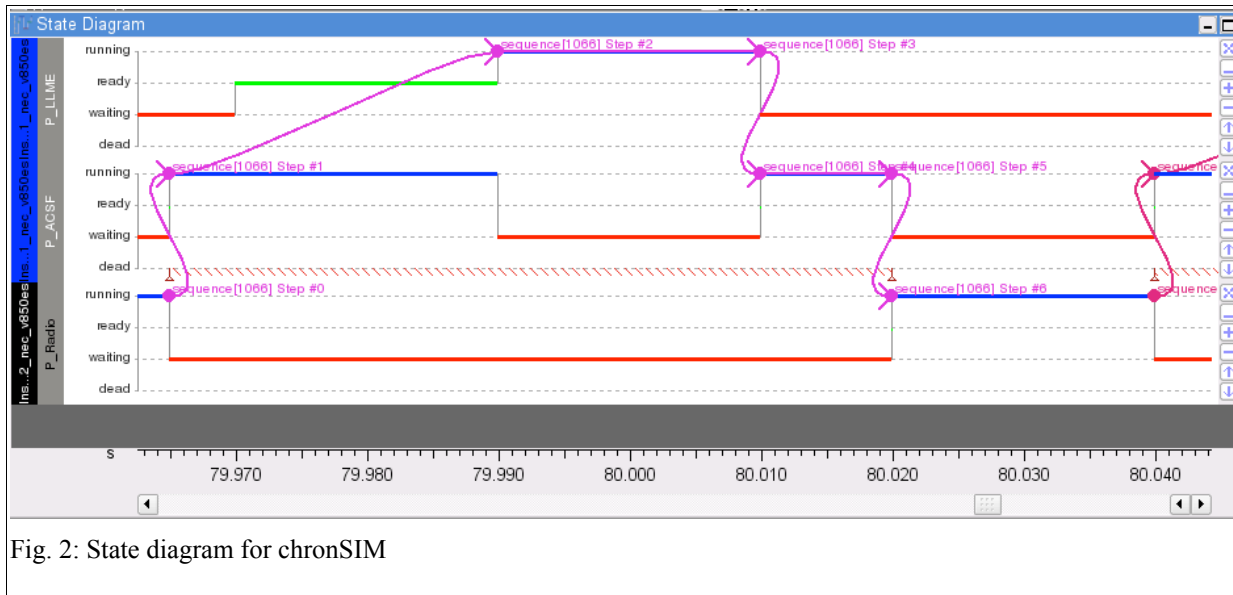 State Diagram
running
ready
waiting
dead
P_LLME
sequence[1066] Step #2
sequence[1066] Step #3
running
ready
waiting
dead
P_ACSF
sequence[1066] Step #1
sequence[1066] Step #4
sequence[1066] Step #5
sequence
running
ready
waiting
dead
P_Radio
Ins...2_nec_v850es
Ins...1_nec_v850es
Ins...1_nec_v850es
sequence[1066] Step #0
sequence[1066] Step #6
sequence
s
79.970 79.980 79.990 80.000 80.010 80.020 80.030 80.040
Fig. 2: State diagram for chronSIM